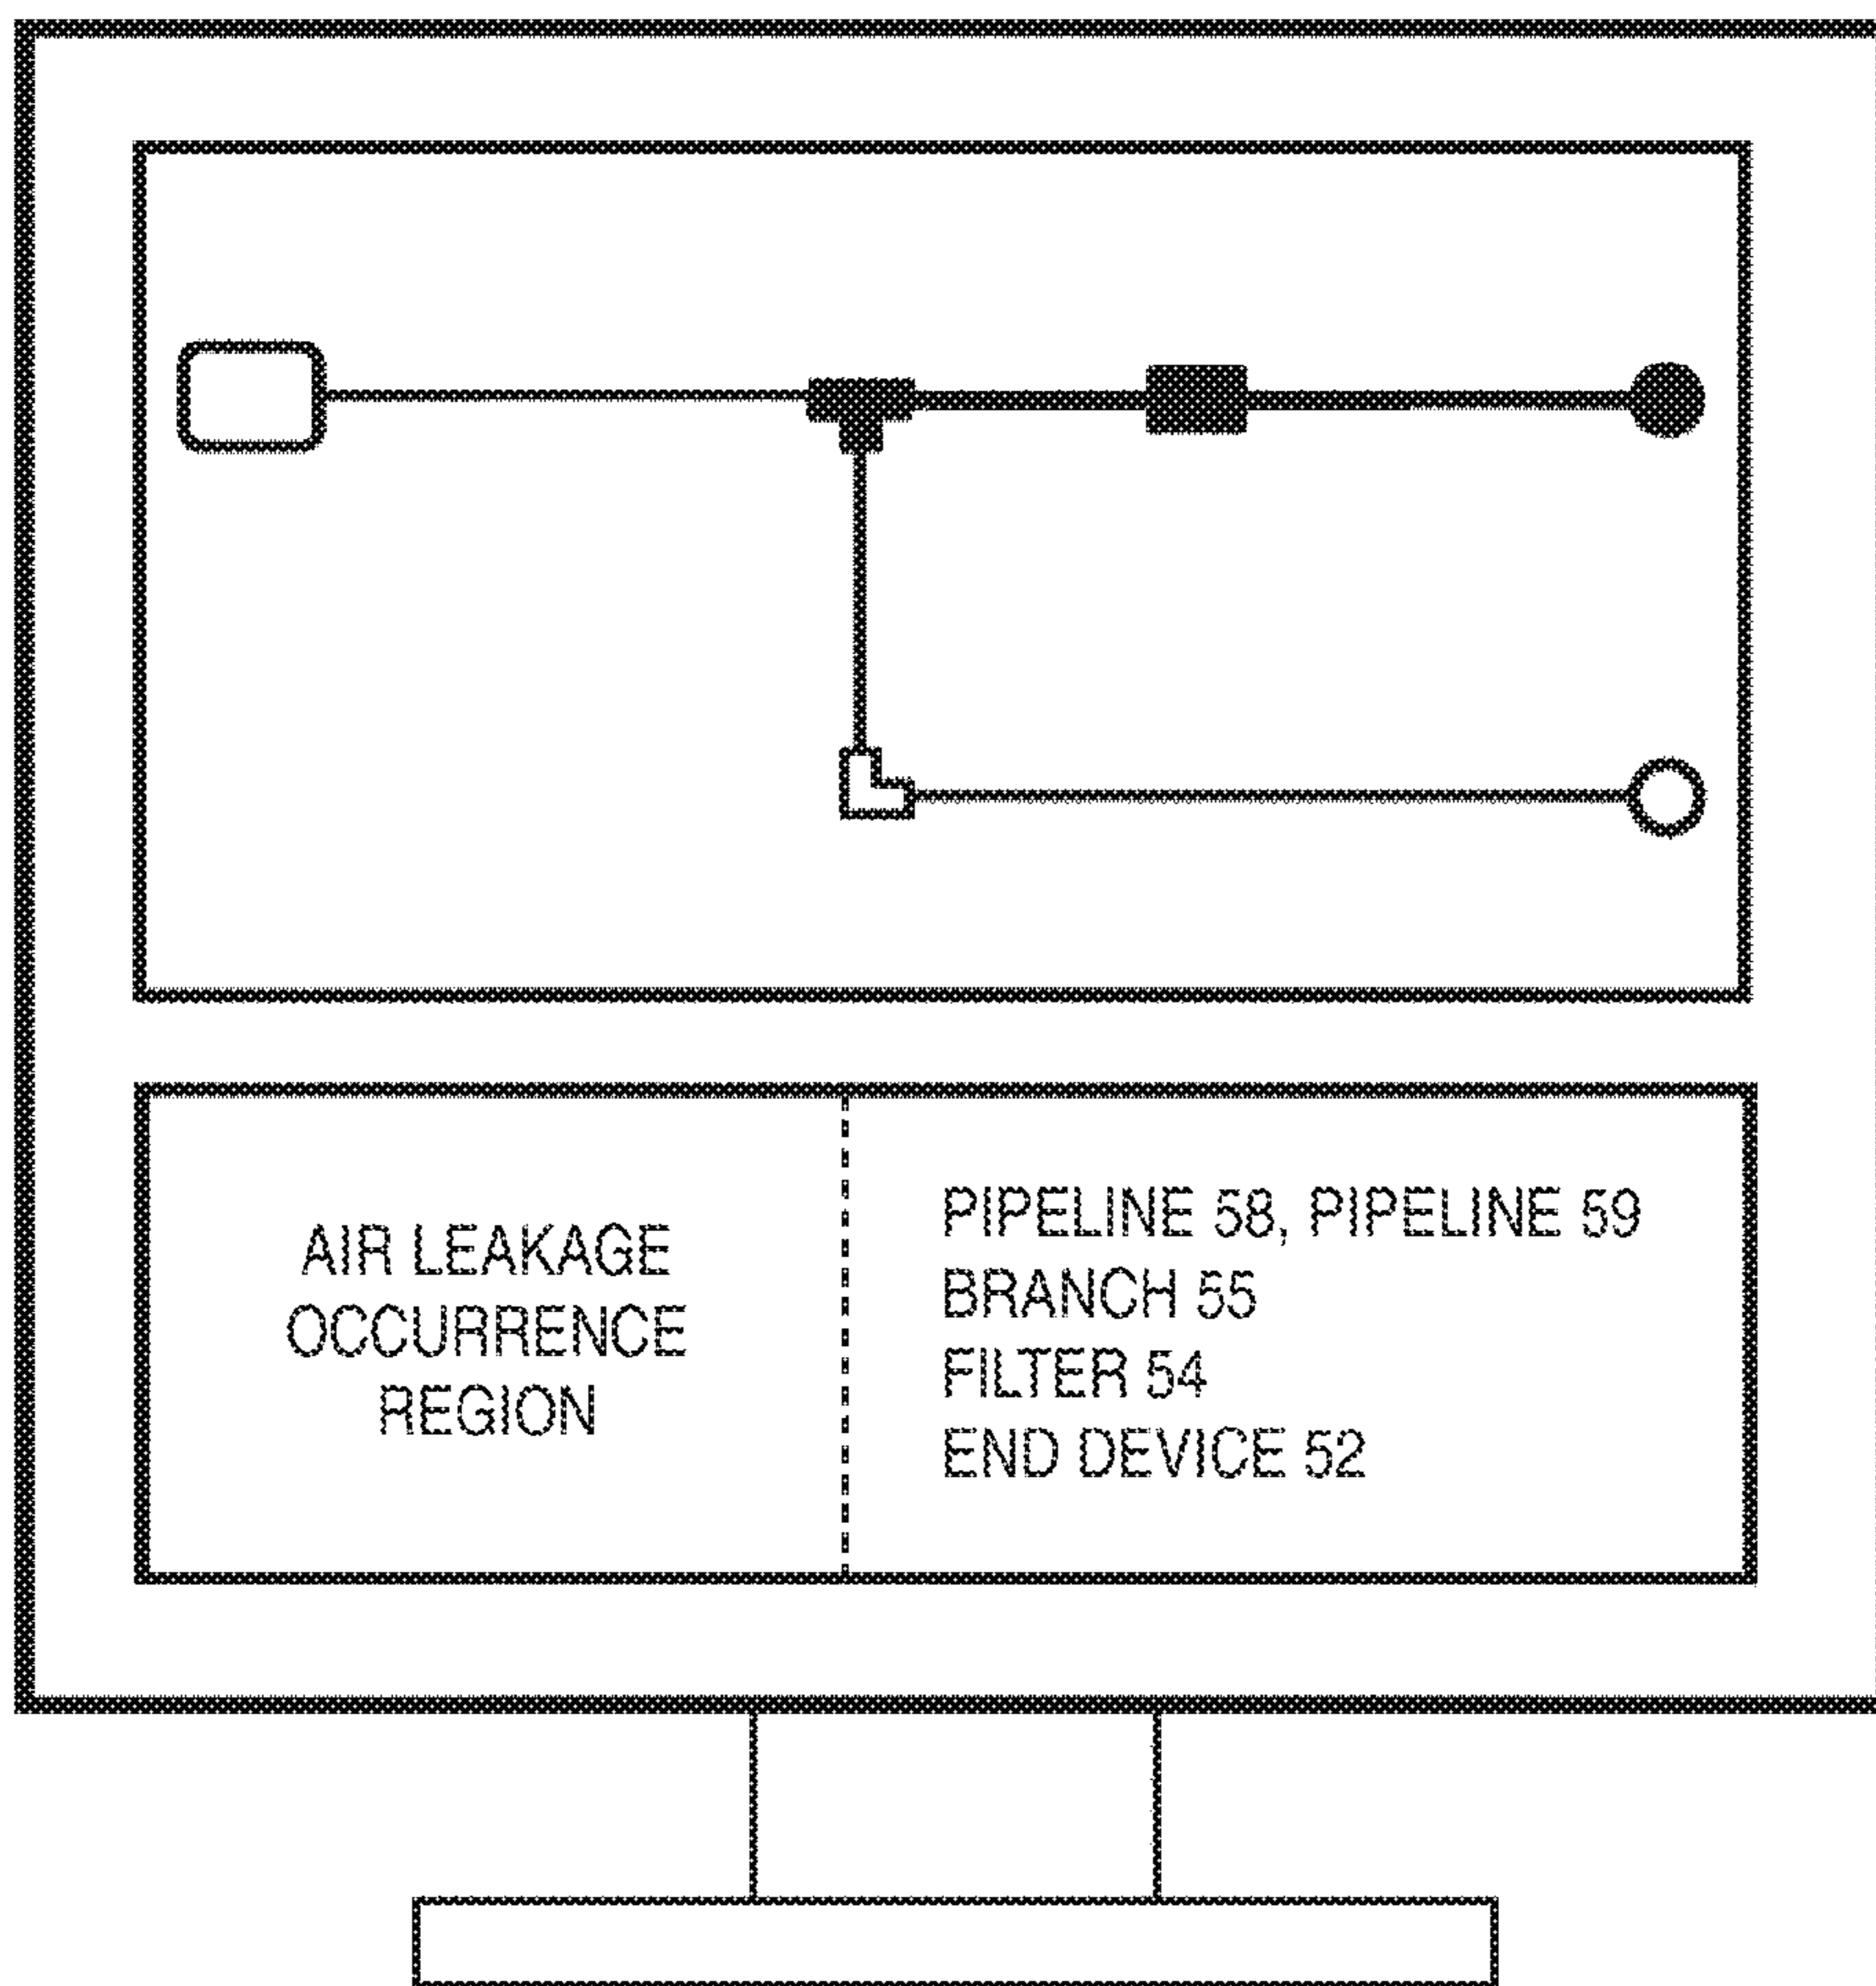 AIR LEAKAGE
OCCURRENCE
REGION
PIPELINE 58, PIPELINE 59
BRANCH 55
FILTER 54
END DEVICE 52